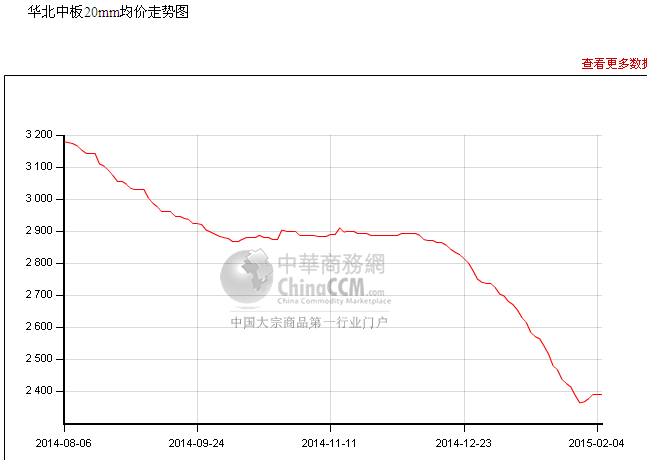 华北中板20mm均价走势图
查看更多数据
3 200
3 100
3 000
2 900
2 800
2 700
2 600
2 500
2 400
中華商務網
ChinaCCM.com
China Commodity Marketplace
中国大宗商品第一行业门户
2014-08-06
2014-09-24
2014-11-11
2014-12-23
2015-02-04